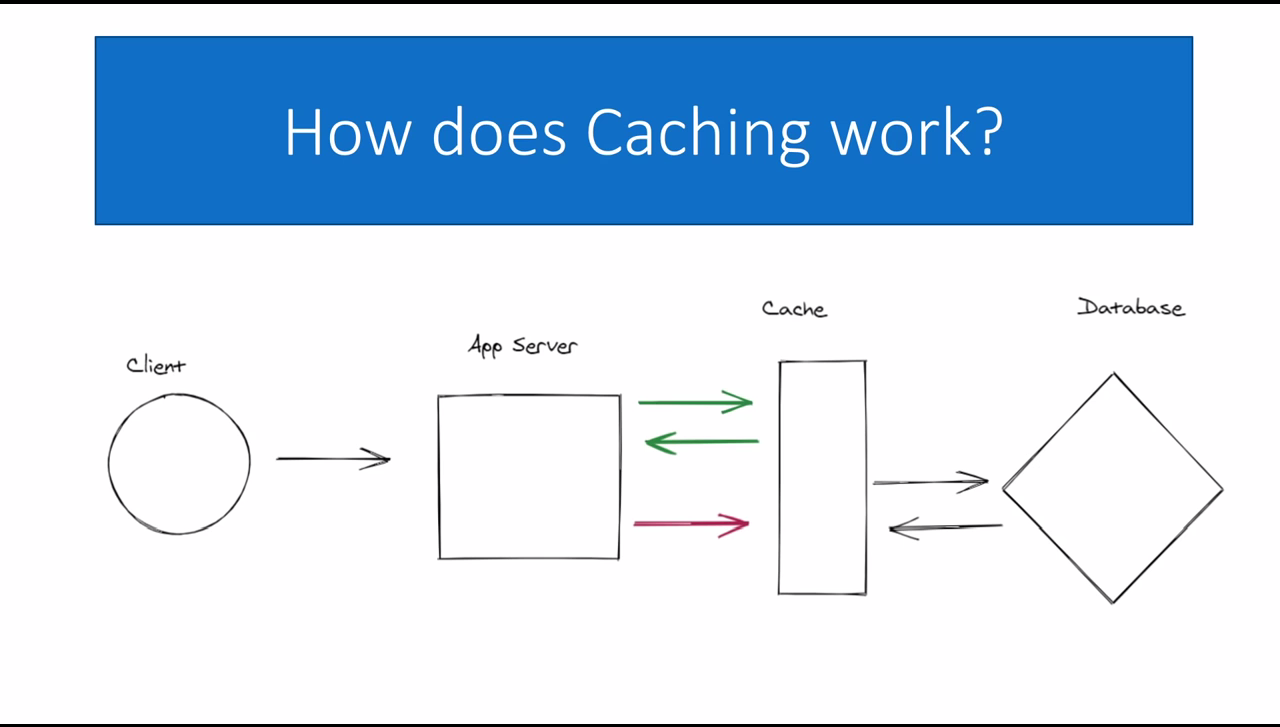 How does Caching work?
Client
App Server
Cache
Database